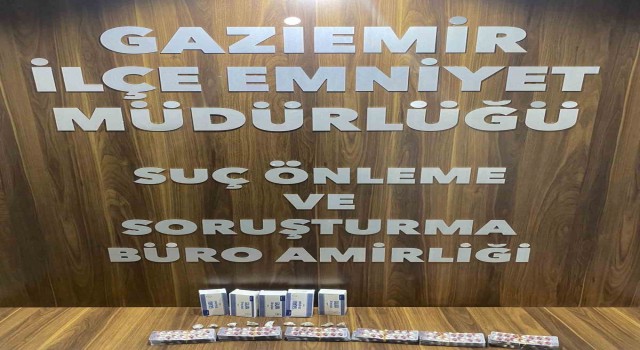 GAZİEMİR
İLÇE EMNİYET
MÜDÜRLÜĞÜ
SUÇ ÖNLEME
VE
SORUŞTURMA
BÜRO AMİRLİĞİ